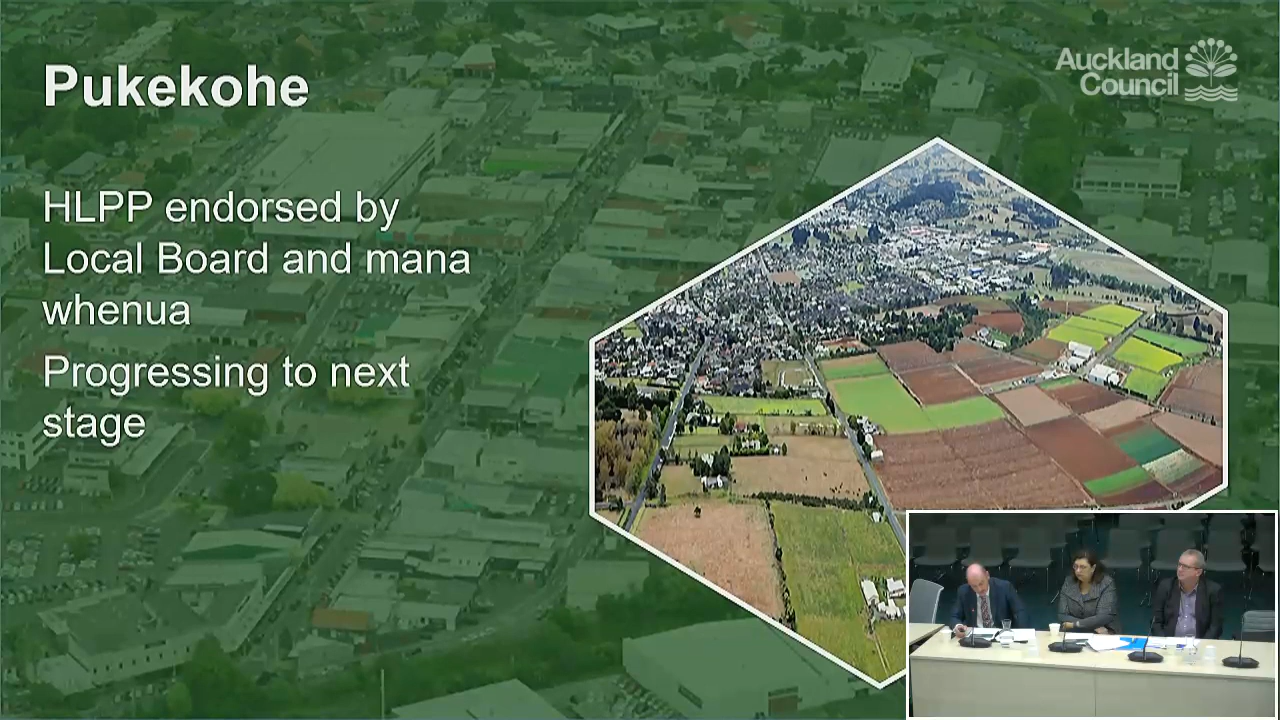 Pukekohe
Auckland
Council
HLPP endorsed by
Local Board and mana
whenua
Progressing to next
stage